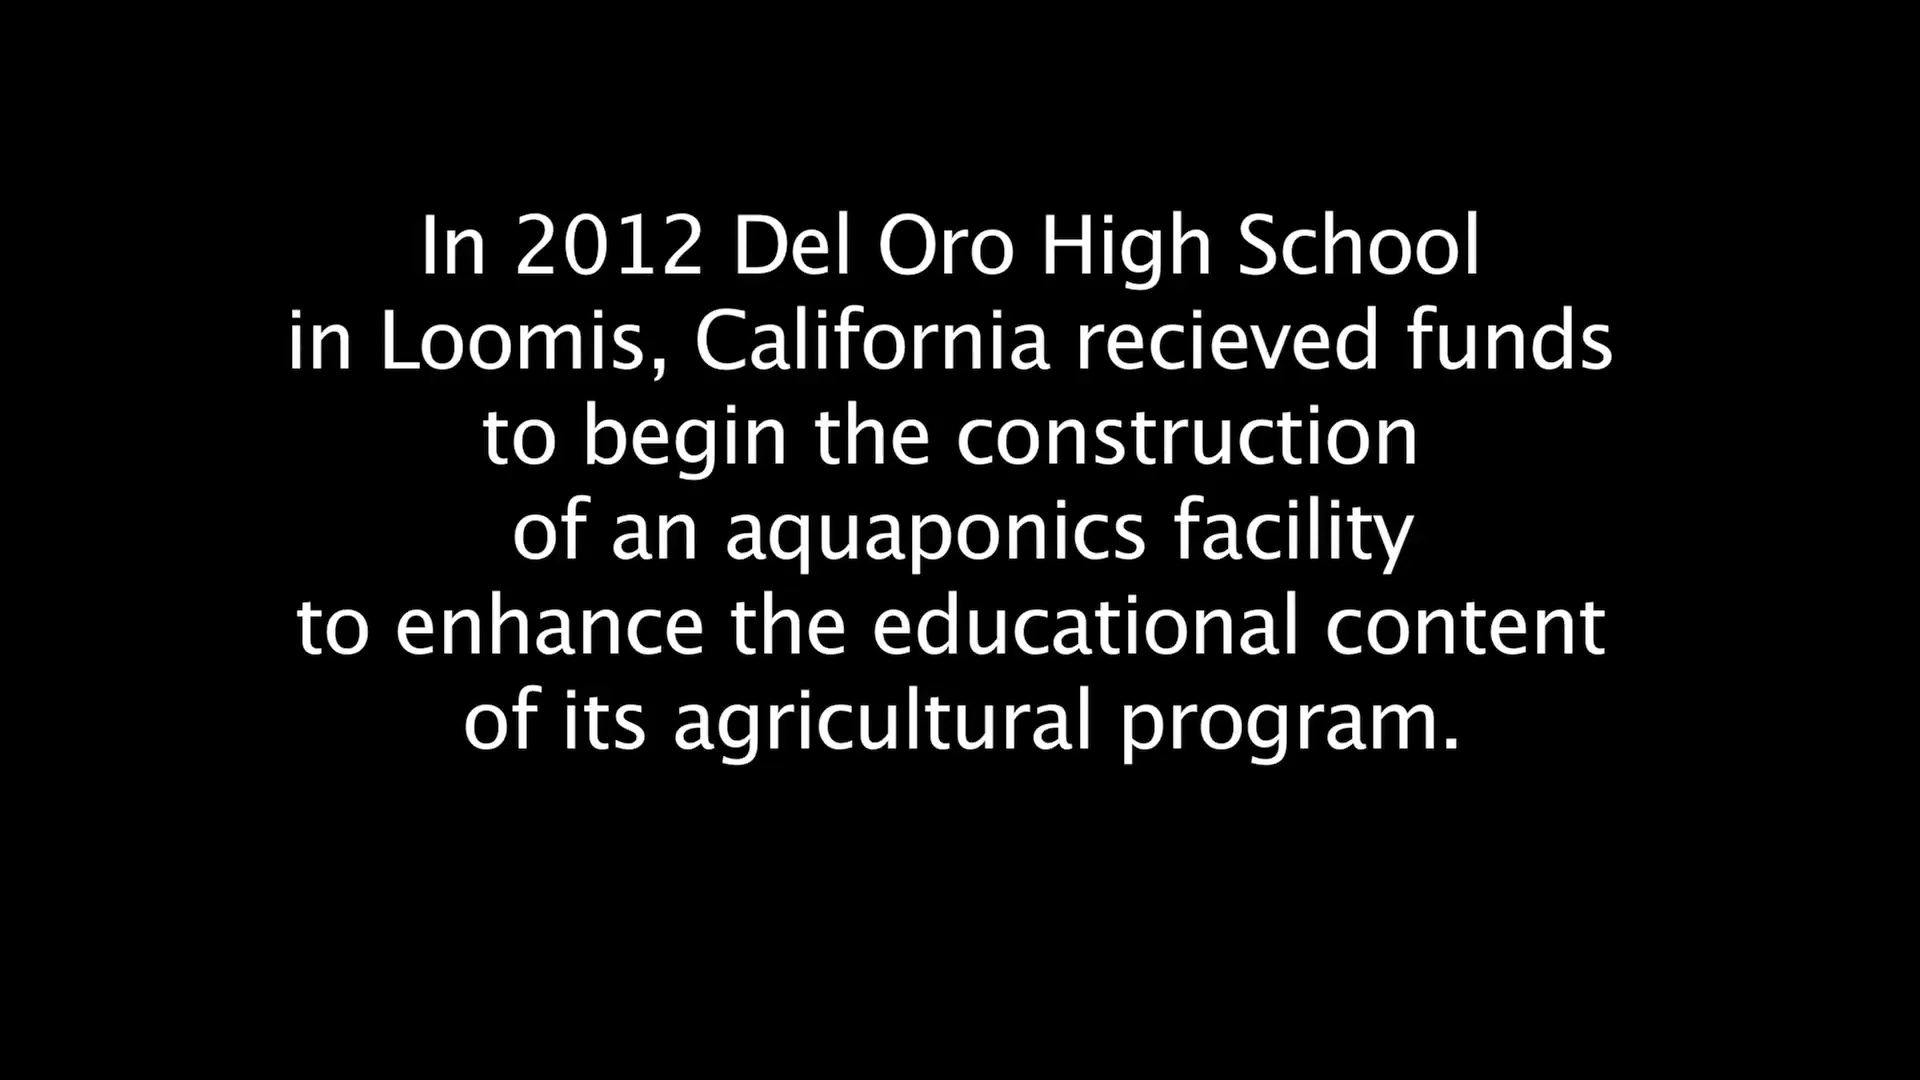 In 2012 Del Oro High School
in Loomis, California recieved funds
to begin the construction
of an aquaponics facility
to enhance the educational content
of its agricultural program.